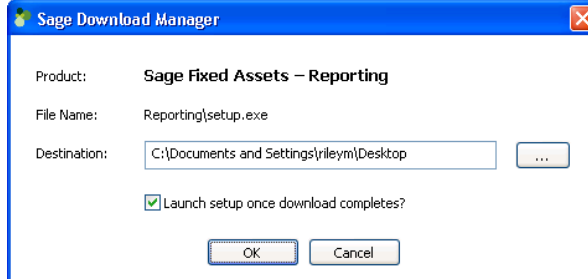 Sage Download Manager
Product: Sage Fixed Assets – Reporting
File Name: Reporting\setup.exe
Destination: C:\Documents and Settings\rileym\Desktop ...
Launch setup once download completes?
OK Cancel